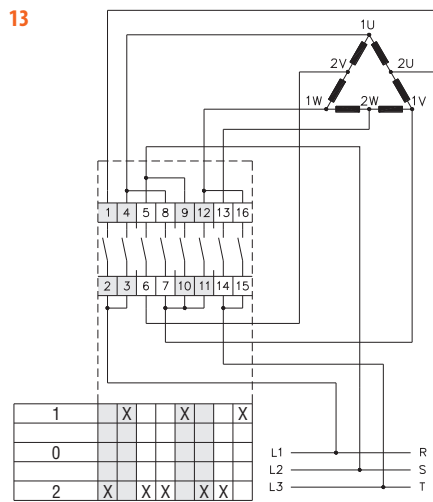 13
1U
2V 2U
1W 2W 1V
1 4 5 8 9 12 13 16
2 3 6 7 10 11 14 15
1 X X X
0
2 X X X X X
L1 R
L2 S
L3 T